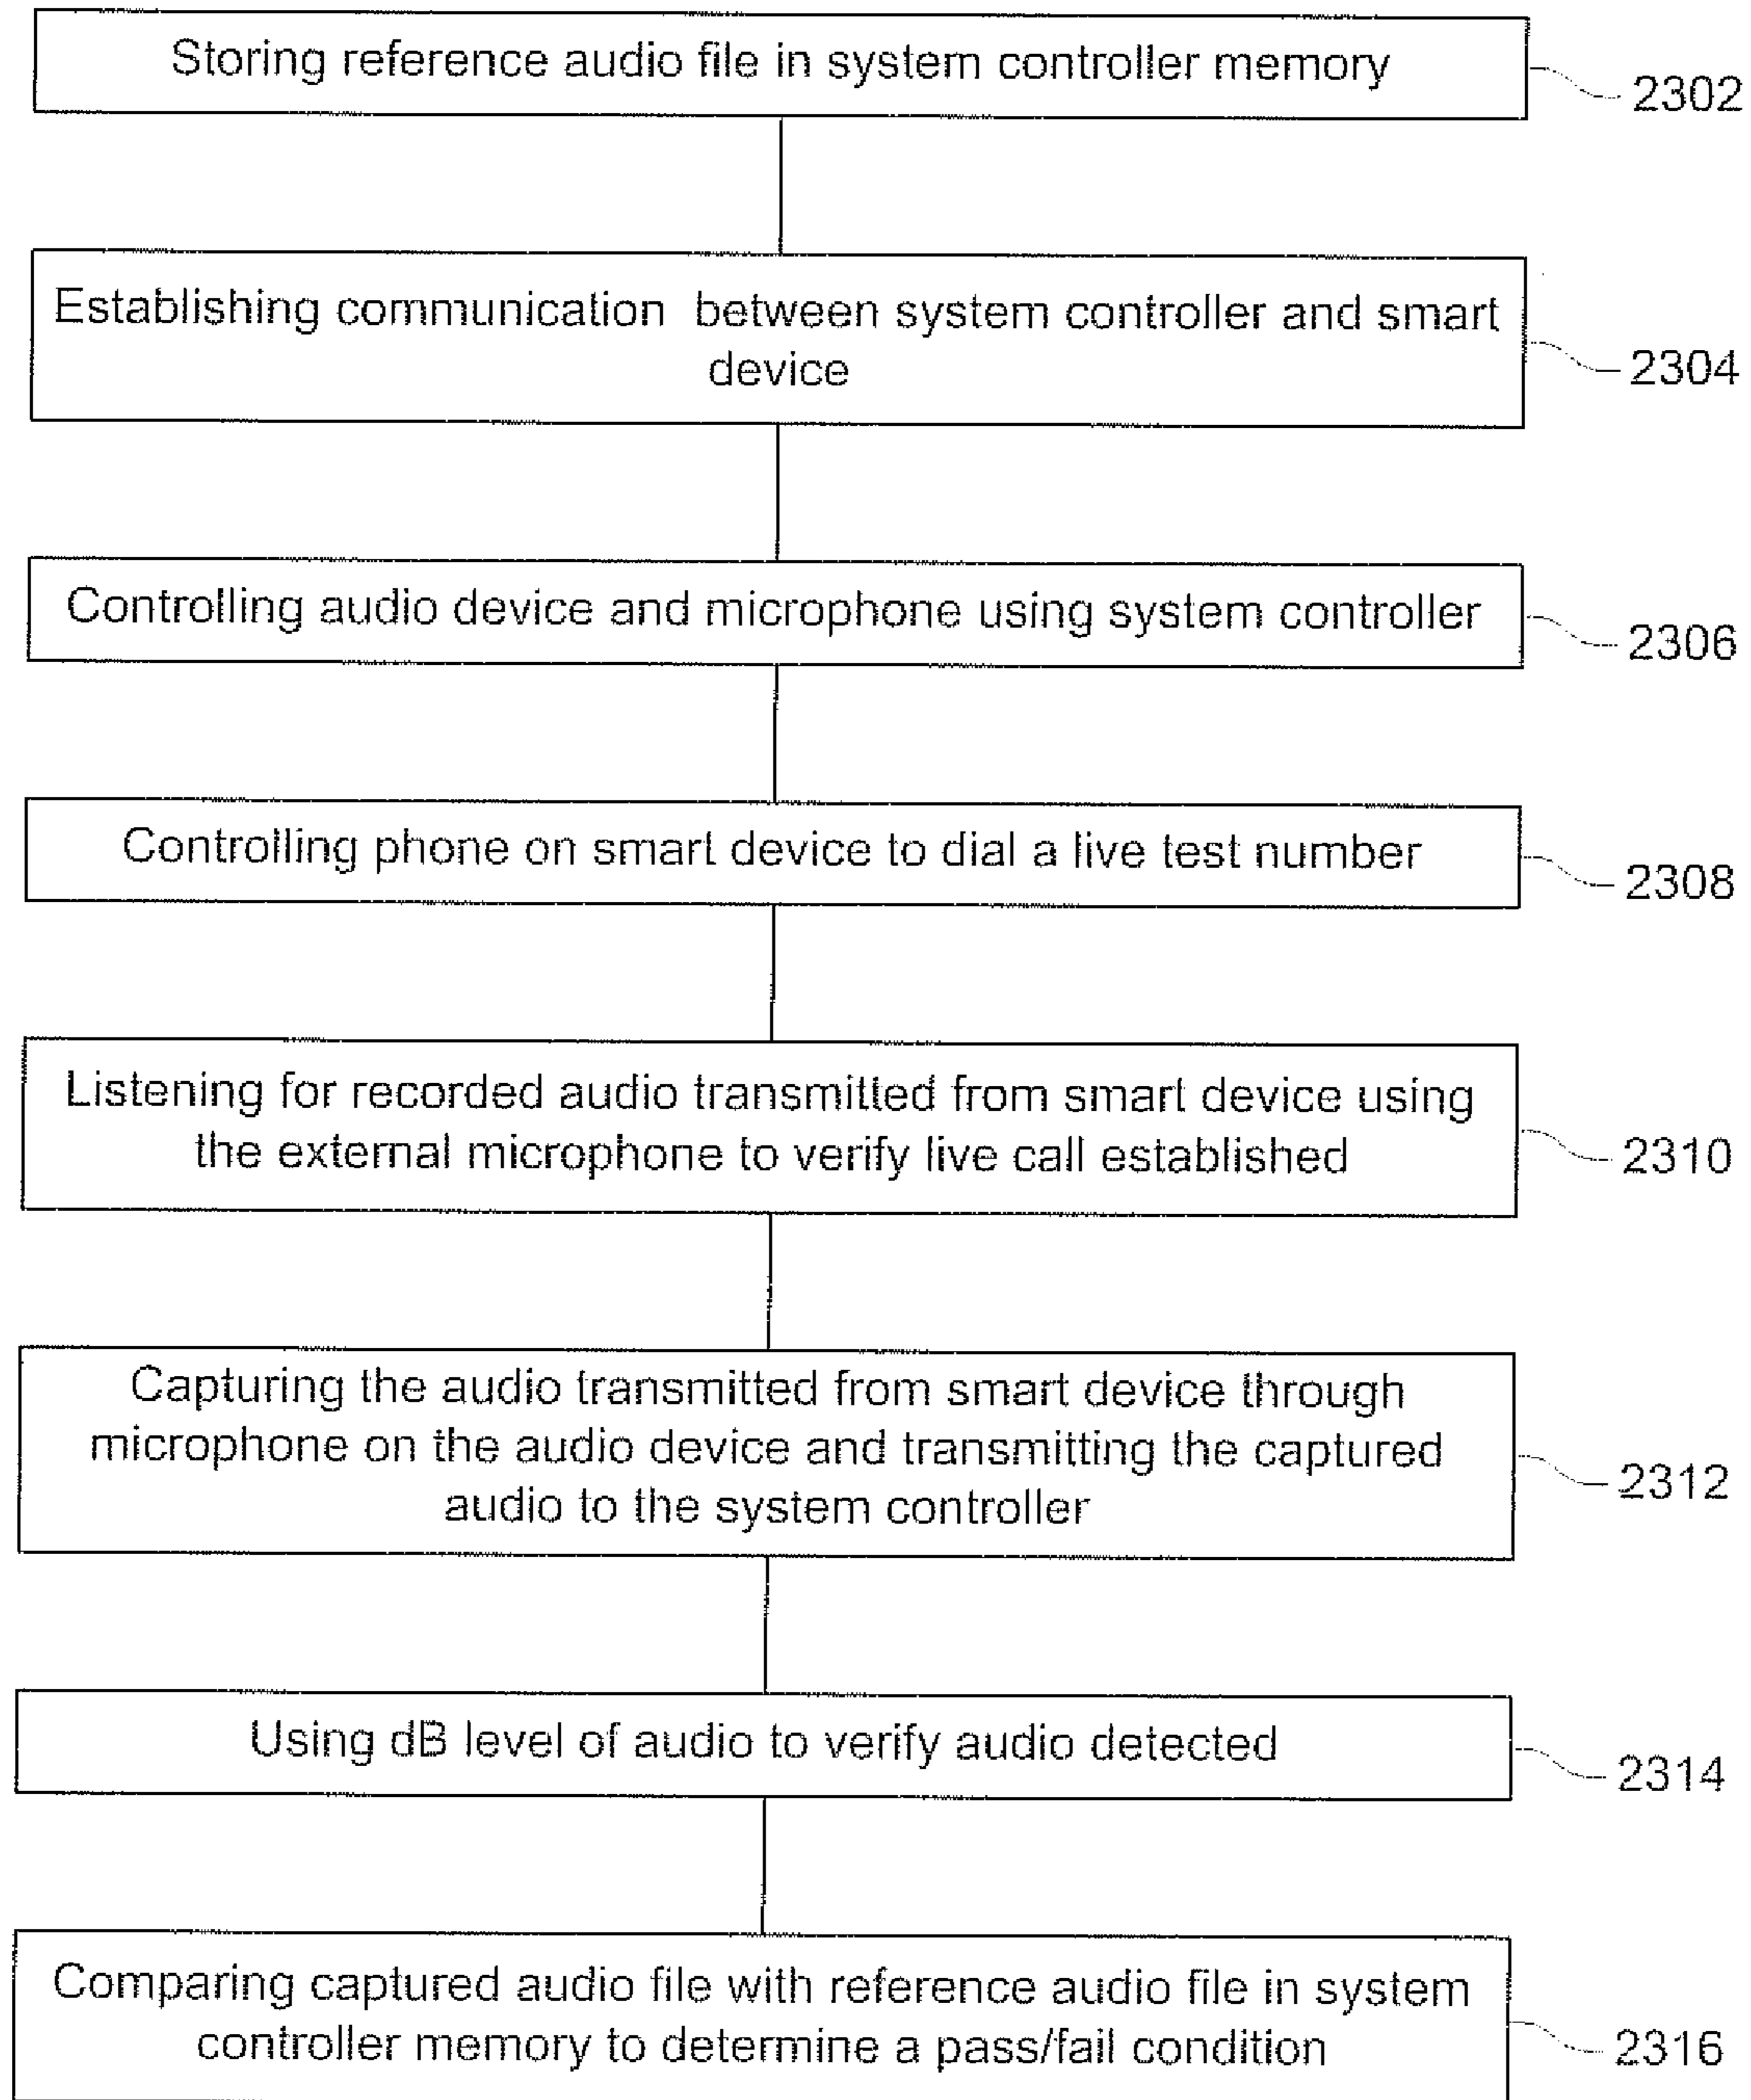 Storing reference audio file in system controller memory
2302
Establishing communication between system controller and smart
device
2304
Controlling audio device and microphone using system controller
2306
Controlling phone on smart device to dial a live test number
2308
Listening for recorded audio transmitted from smart device using
the external microphone to verify live call established
2310
Capturing the audio transmitted from smart device through
microphone on the audio device and transmitting the captured
audio to the system controller
2312
Using dB level of audio to verify audio detected
2314
Comparing captured audio file with reference audio file in system
controller memory to determine a pass/fail condition
2316